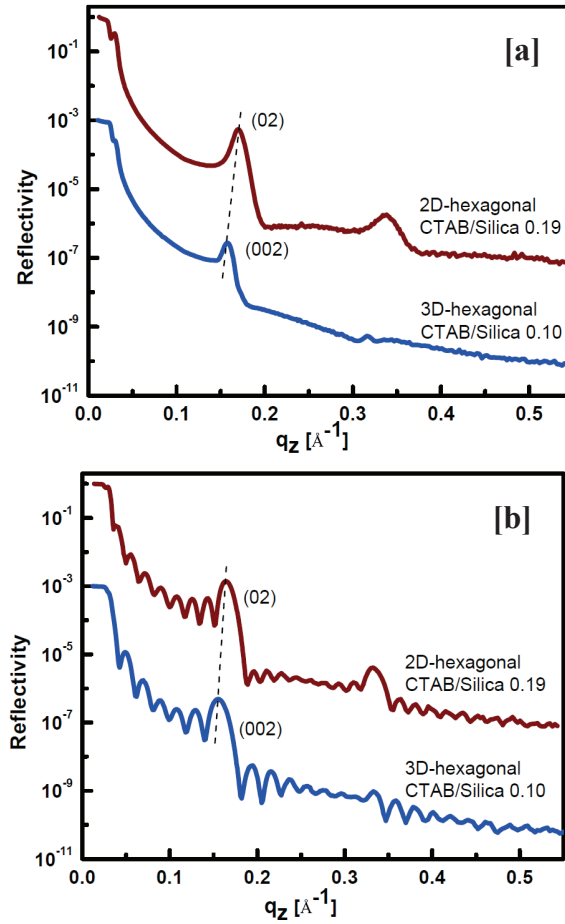 [a]
10⁻¹
10⁻³
10⁻⁵
10⁻⁷
10⁻⁹
10⁻¹¹
Reflectivity
(02)
(002)
2D-hexagonal
CTAB/Silica 0.19
3D-hexagonal
CTAB/Silica 0.10
0.0 0.1 0.2 0.3 0.4 0.5
qz [Å⁻¹]
[b]
10⁻¹
10⁻³
10⁻⁵
10⁻⁷
10⁻⁹
10⁻¹¹
Reflectivity
(02)
(002)
2D-hexagonal
CTAB/Silica 0.19
3D-hexagonal
CTAB/Silica 0.10
0.0 0.1 0.2 0.3 0.4 0.5
qz [Å⁻¹]